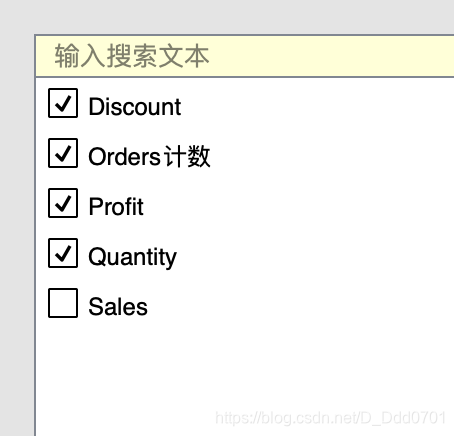 输入搜索文本
Discount
Orders计数
Profit
Quantity
Sales
https://blog.csdn.net/D_Ddd0701